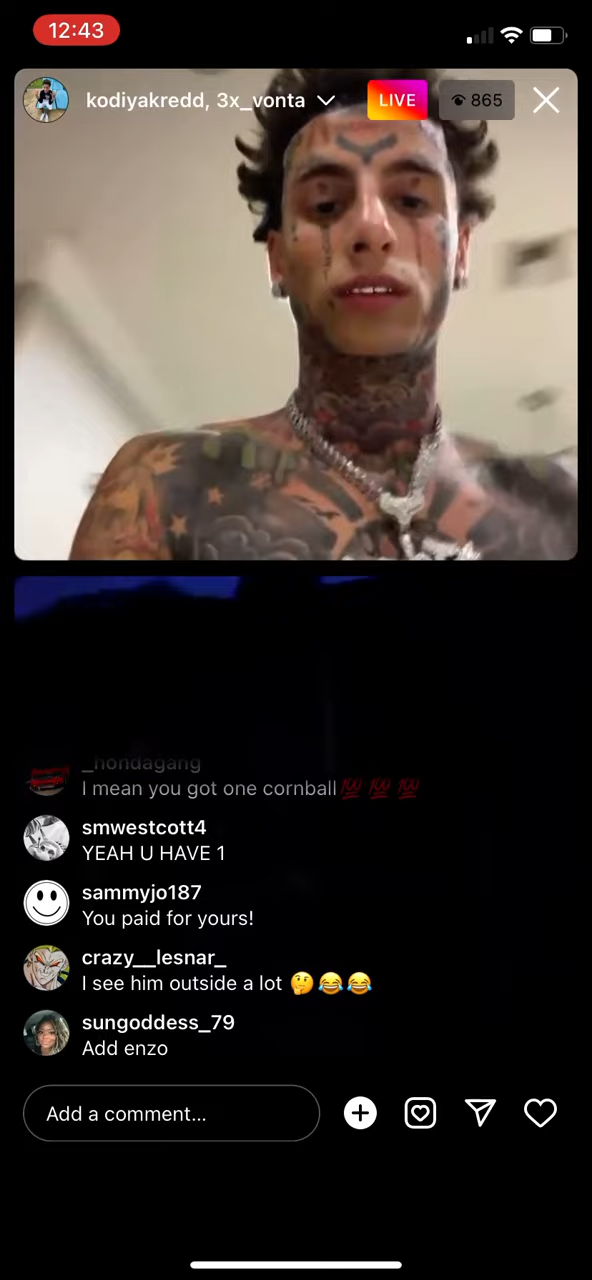 12:43
kodiyakredd, 3x_vonta
LIVE
865
_hondagang
I mean you got one cornball💯 💯 💯
smwestcott4
YEAH U HAVE 1
sammyjo187
You paid for yours!
crazy__lesnar_
I see him outside a lot 🤔😂😂
sungoddess_79
Add enzo
Add a comment...